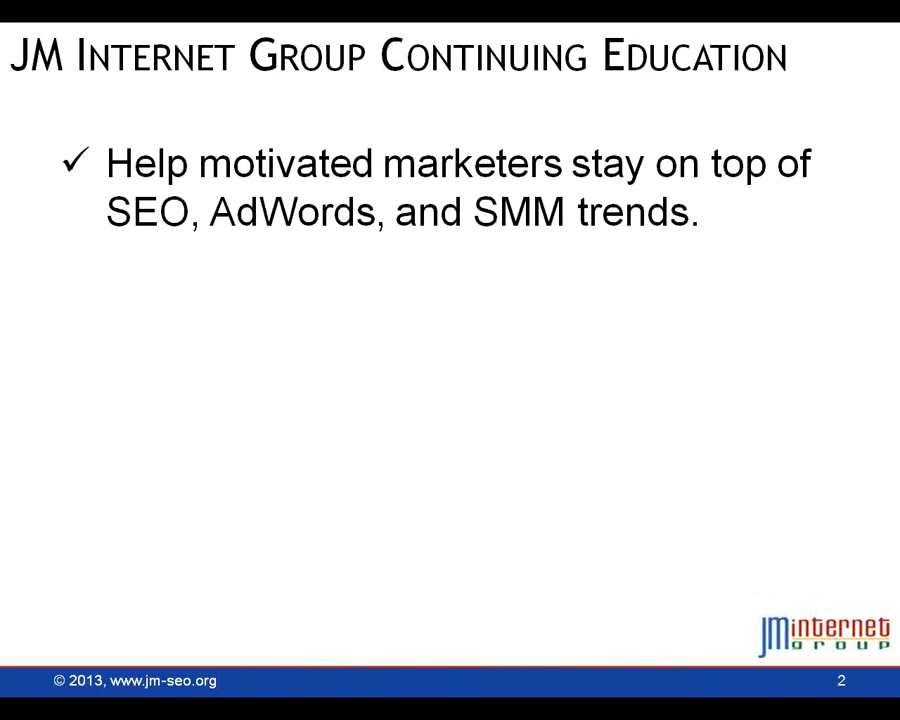 JM INTERNET GROUP CONTINUING EDUCATION
✓ Help motivated marketers stay on top of
SEO, AdWords, and SMM trends.
JMinternet
group
© 2013, www.jm-seo.org
2